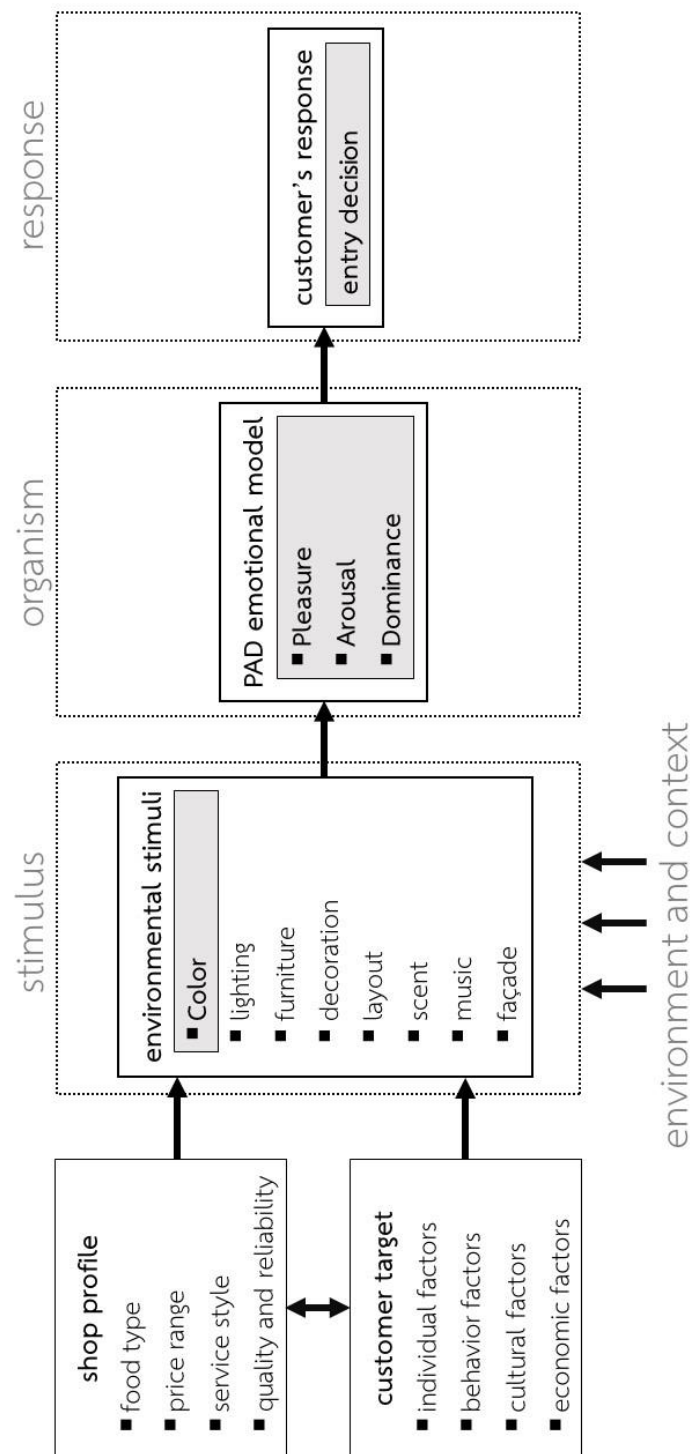 shop profile
food type
price range
service style
quality and reliability
customer target
individual factors
behavior factors
cultural factors
economic factors
stimulus
environmental stimuli
Color
lighting
furniture
decoration
layout
scent
music
façade
environment and context
organism
PAD emotional model
Pleasure
Arousal
Dominance
response
customer's response
entry decision